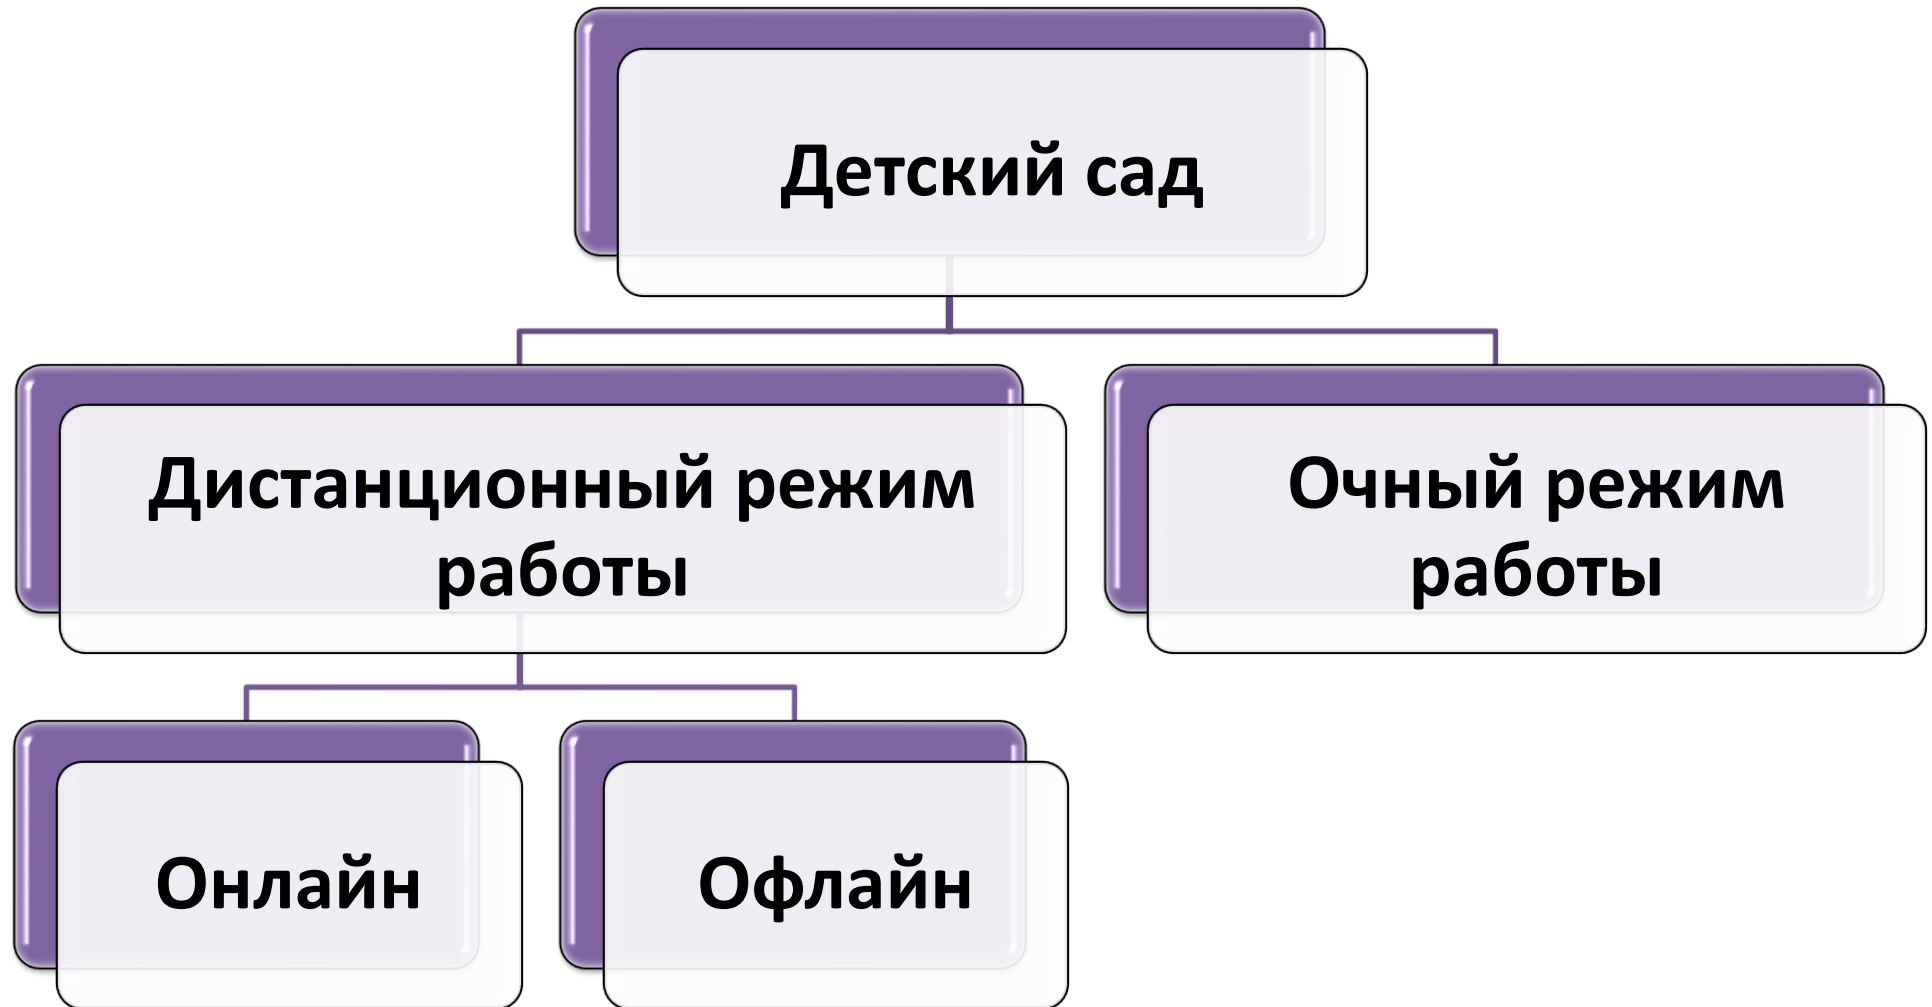 Детский сад
Дистанционный режим
работы
Очный режим
работы
Онлайн
Офлайн